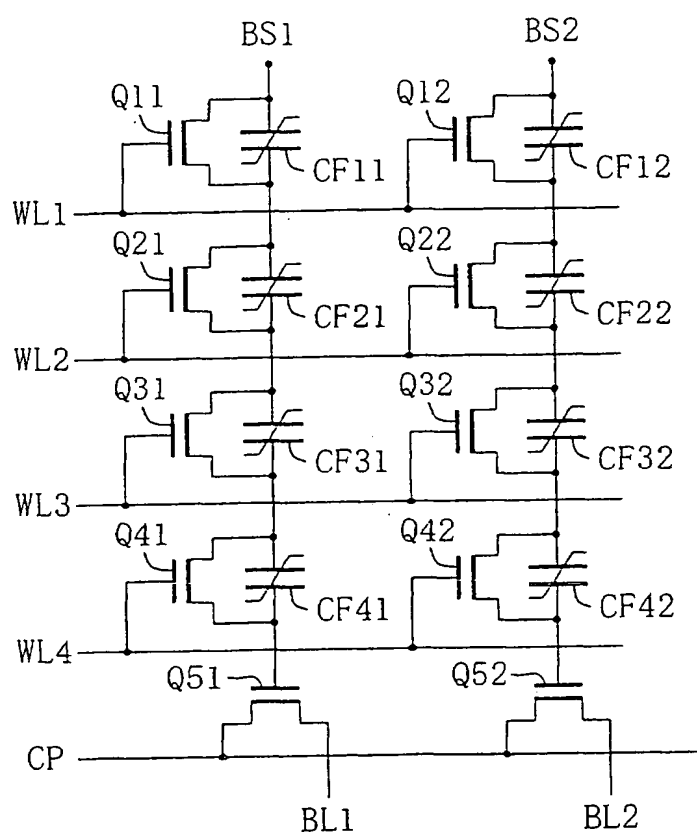 BS1 BS2
Q11 Q12
CF11 CF12
WL1
Q21 Q22
CF21 CF22
WL2
Q31 Q32
CF31 CF32
WL3
Q41 Q42
CF41 CF42
WL4
Q51 Q52
CP
BL1 BL2